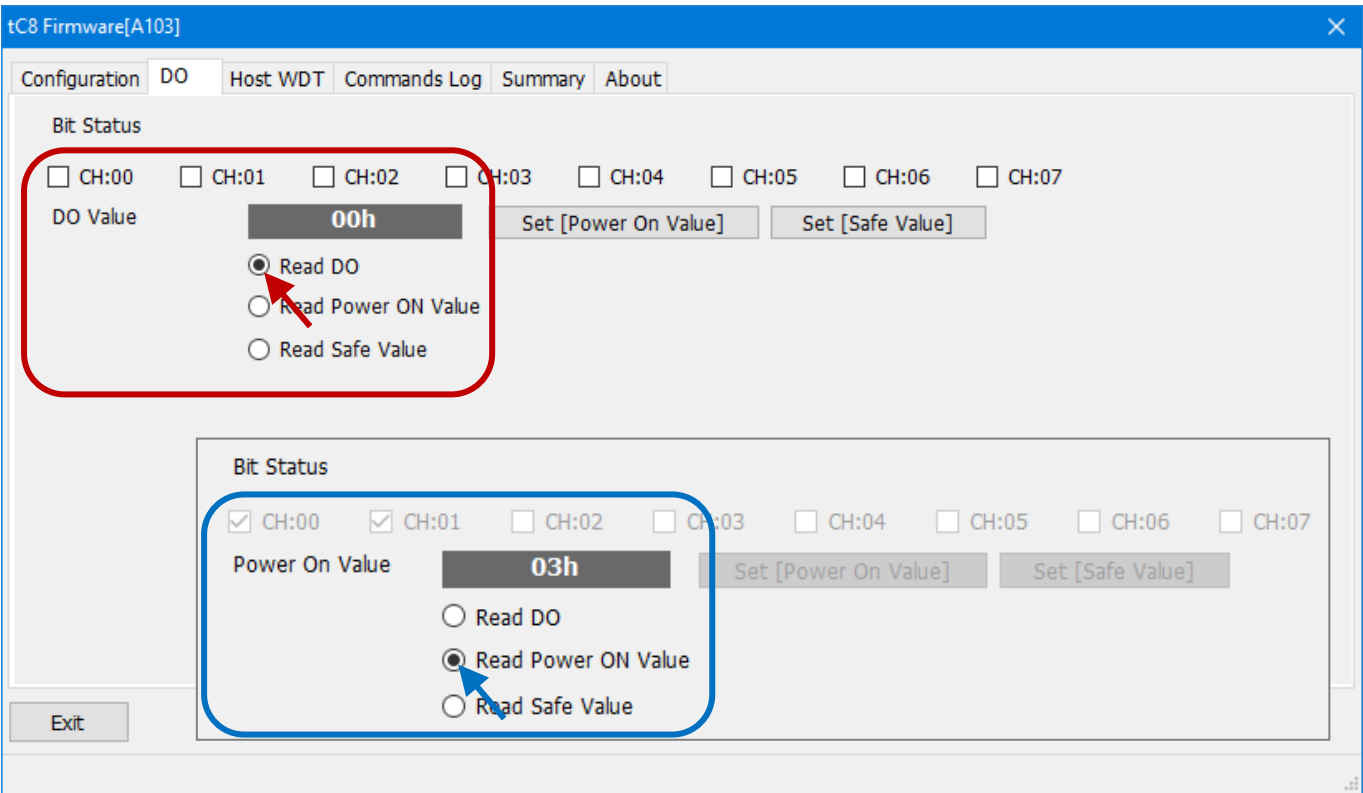 tC8 Firmware[A103]
Configuration DO Host WDT Commands Log Summary About
Bit Status
CH:00 CH:01 CH:02 CH:03 CH:04 CH:05 CH:06 CH:07
DO Value 00h Set [Power On Value] Set [Safe Value]
Read DO
Read Power ON Value
Read Safe Value
Bit Status
CH:00 CH:01 CH:02 CH:03 CH:04 CH:05 CH:06 CH:07
Power On Value 03h Set [Power On Value] Set [Safe Value]
Read DO
Read Power ON Value
Read Safe Value
Exit